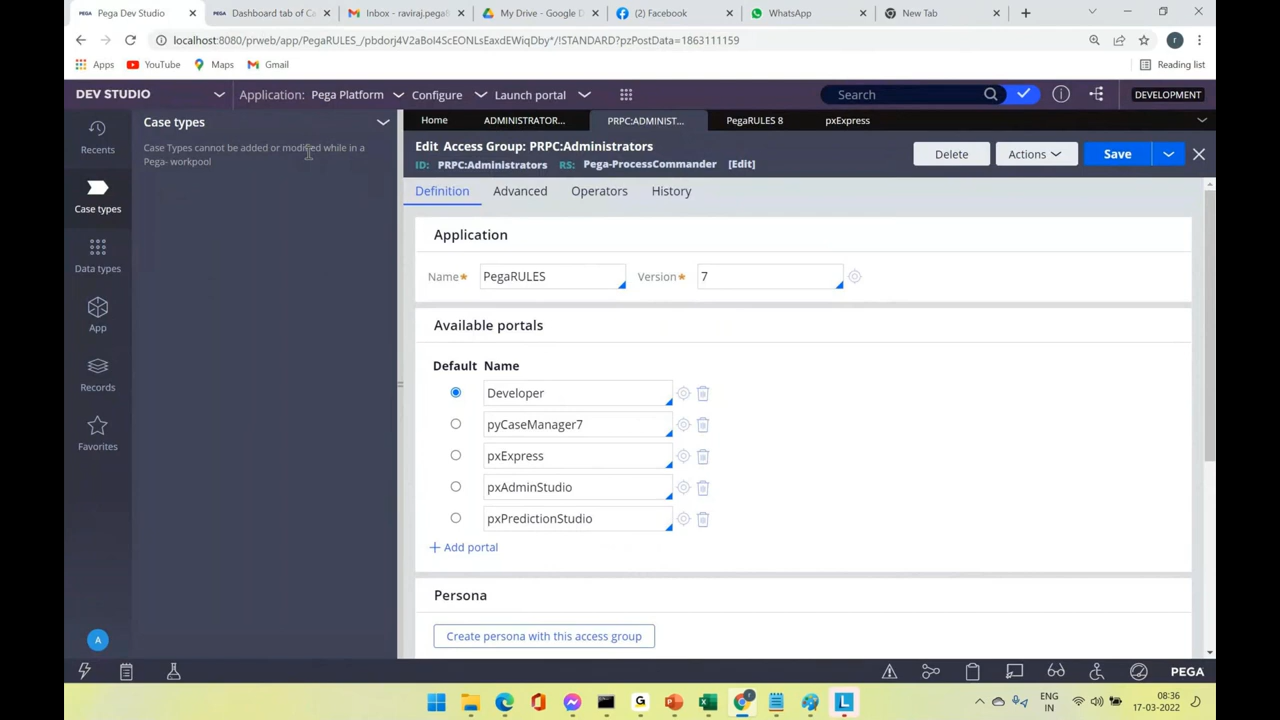 Pega Dev Studio
Dashboard tab of Ca
Inbox - raviraj.pega8
My Drive - Google D
(2) Facebook
WhatsApp
New Tab
localhost:8080/prweb/app/PegaRULES_/pbdorj4V2aBoI4ScEONLsEaxdEWiqDby*/!STANDARD?pzPostData=1863111159
r
Apps
YouTube
Maps
Gmail
Reading list
DEV STUDIO
Application: Pega Platform
Configure
Launch portal
Search
DEVELOPMENT
Recents
Case types
Data types
App
Records
Favorites
A
Case types
Case Types cannot be added or modified while in a
Pega- workpool
Home
ADMINISTRATOR...
PRPC:ADMINIST...
PegaRULES 8
pxExpress
Edit Access Group: PRPC:Administrators
ID: PRPC:Administrators RS: Pega-ProcessCommander [Edit]
Delete
Actions
Save
Definition
Advanced
Operators
History
Application
Name★ PegaRULES Version★ 7
Available portals
Default Name
Developer
pyCaseManager7
pxExpress
pxAdminStudio
pxPredictionStudio
+ Add portal
Persona
Create persona with this access group
PEGA
ENG
IN
08:36
17-03-2022